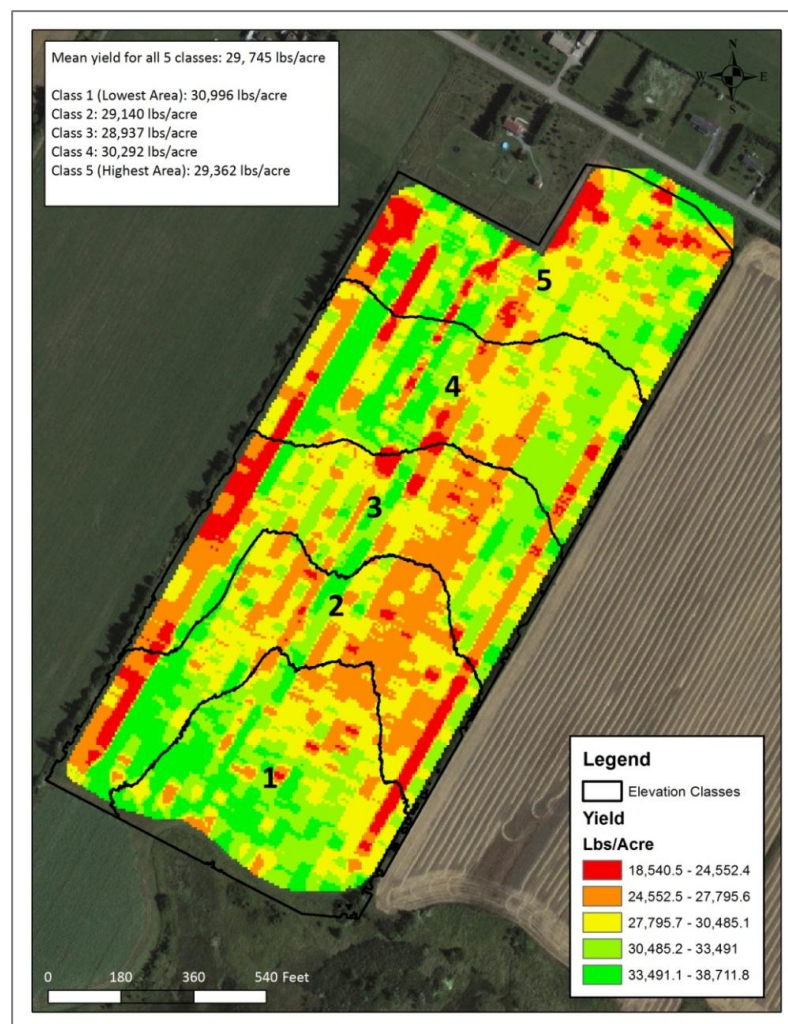 Mean yield for all 5 classes: 29, 745 lbs/acre
Class 1 (Lowest Area): 30,996 lbs/acre
Class 2: 29,140 lbs/acre
Class 3: 28,937 lbs/acre
Class 4: 30,292 lbs/acre
Class 5 (Highest Area): 29,362 lbs/acre
N
W E
S
5
4
3
2
1
Legend
Elevation Classes
Yield
Lbs/Acre
18,540.5 - 24,552.4
24,552.5 - 27,795.6
27,795.7 - 30,485.1
30,485.2 - 33,491
33,491.1 - 38,711.8
0 180 360 540 Feet